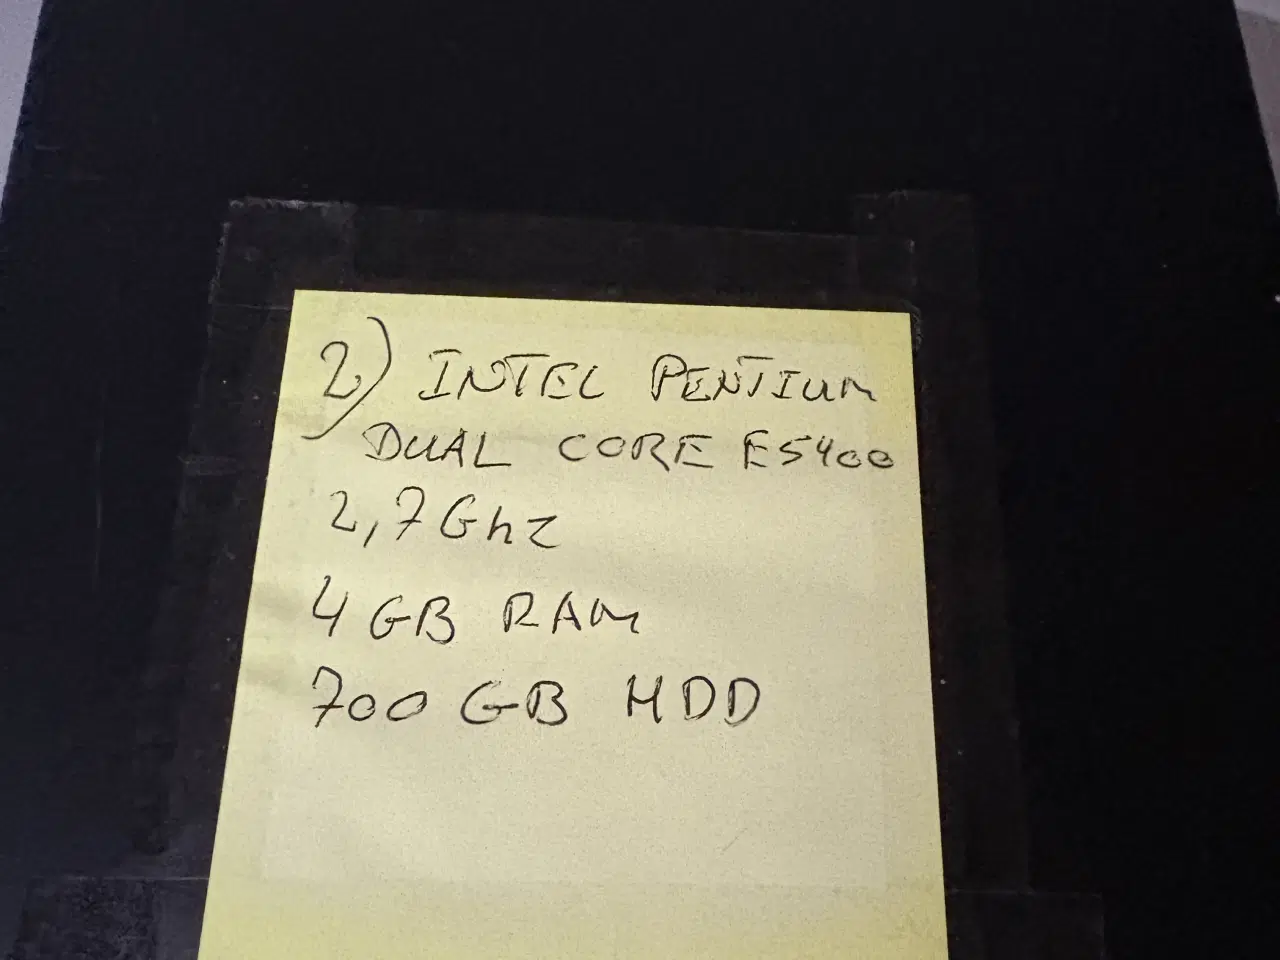 2) INTEL PENTIUM
DUAL CORE E5400
2,7Ghz
4 GB RAM
700 GB HDD